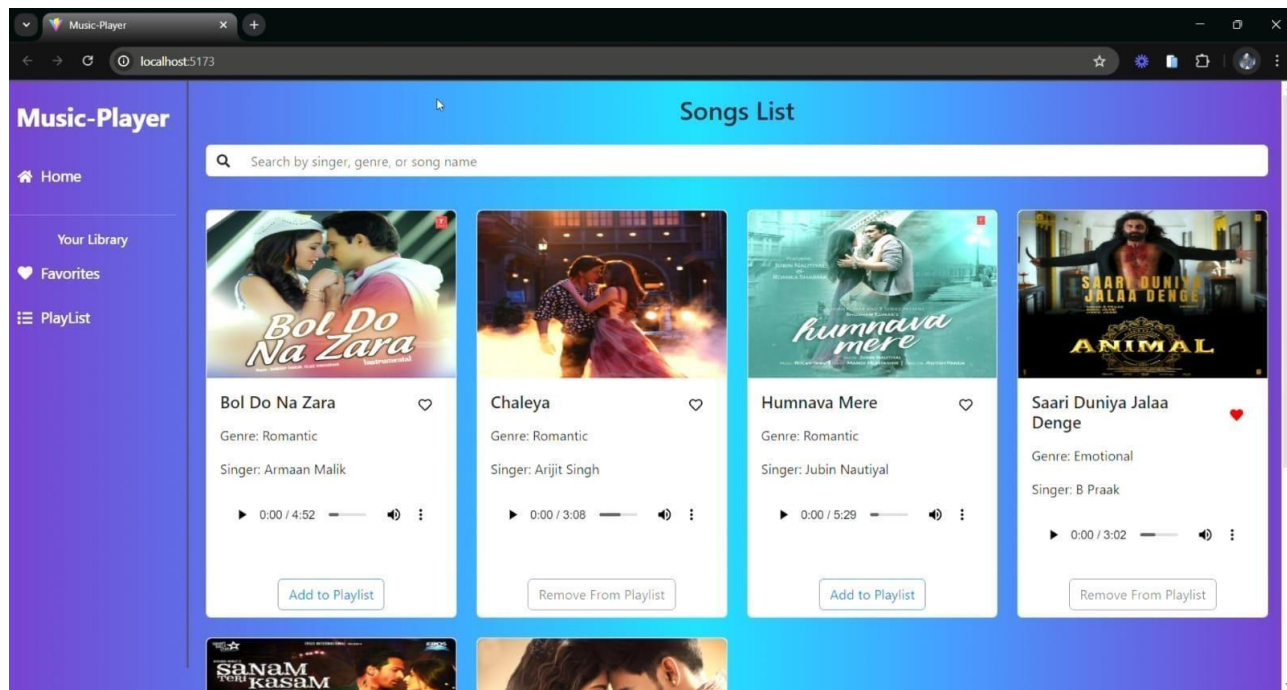 Music-Player
localhost:5173
Music-Player
Home
Your Library
Favorites
PlayList
Songs List
Search by singer, genre, or song name
Bol Do
Na Zara
Instrumental
Bol Do Na Zara
Genre: Romantic
Singer: Armaan Malik
0:00 / 4:52
Add to Playlist
Chaleya
Genre: Romantic
Singer: Arijit Singh
0:00 / 3:08
Remove From Playlist
humnava
mere
Humnava Mere
Genre: Romantic
Singer: Jubin Nautiyal
0:00 / 5:29
Add to Playlist
SAARI DUNIYA
JALAA DENGE
ANIMAL
Saari Duniya Jalaa
Denge
Genre: Emotional
Singer: B Praak
0:00 / 3:02
Remove From Playlist
SANAM
TERI KASAM